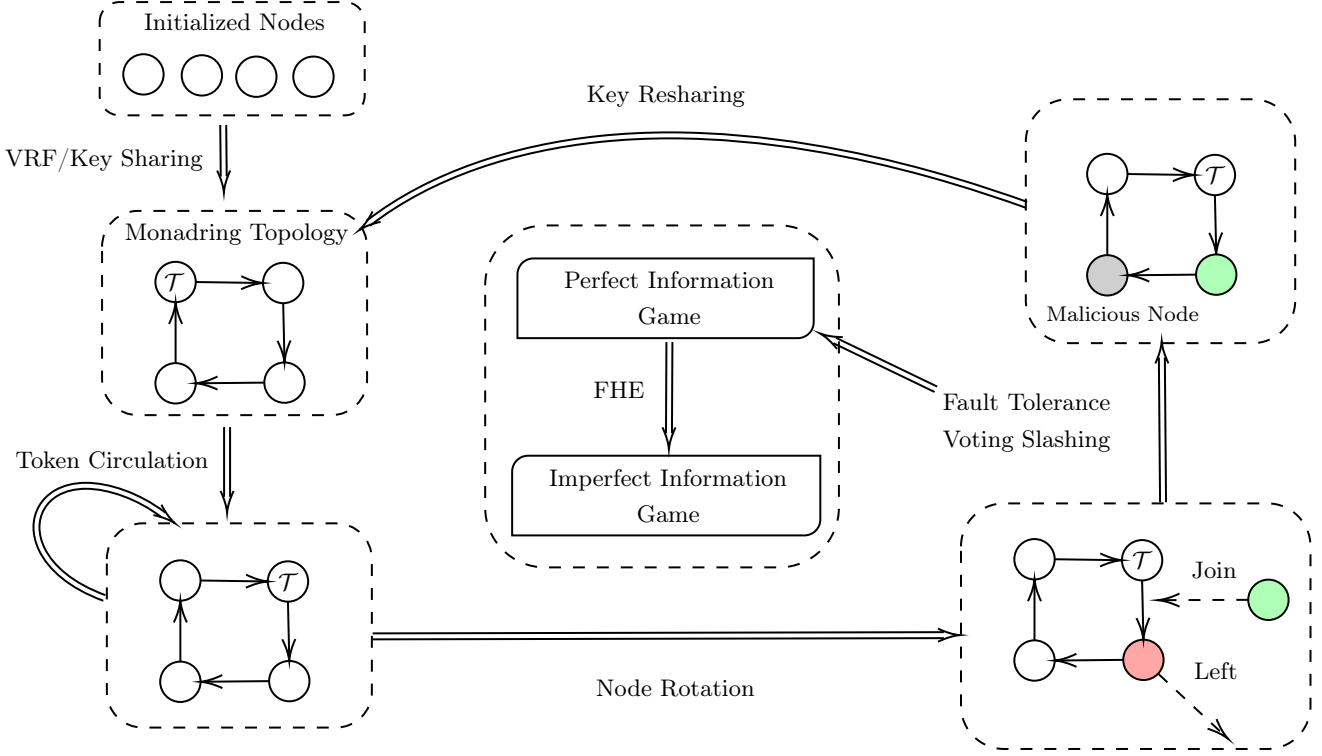 Initialized Nodes
VRF/Key Sharing
Key Resharing
Monadring Topology
𝒯
Token Circulation
𝒯
Perfect Information
Game
FHE
Imperfect Information
Game
Fault Tolerance
Voting Slashing
𝒯
Malicious Node
Node Rotation
𝒯
Join
Left